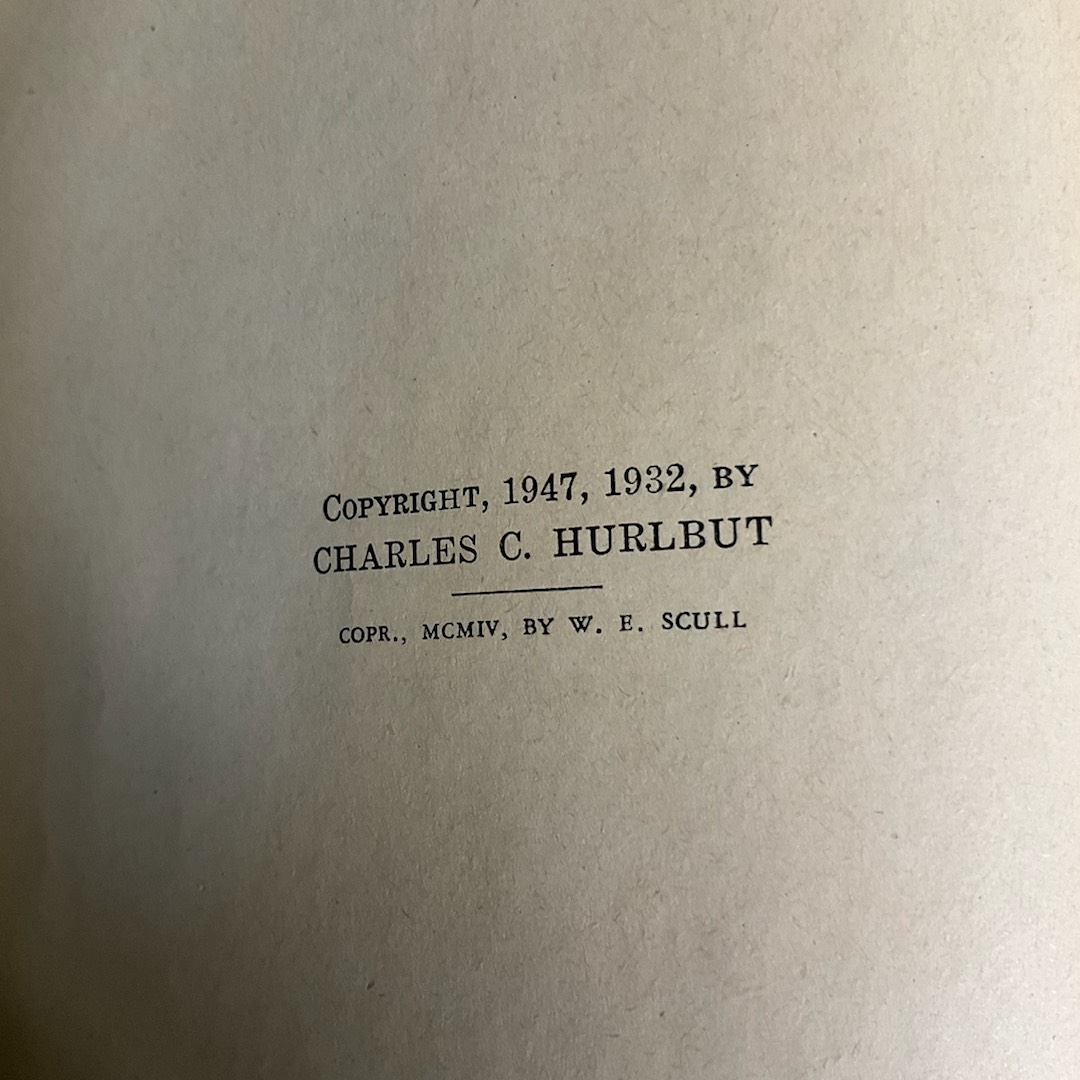 COPYRIGHT, 1947, 1932, BY
CHARLES C. HURLBUT
COPR., MCMIV, BY W. E. SCULL